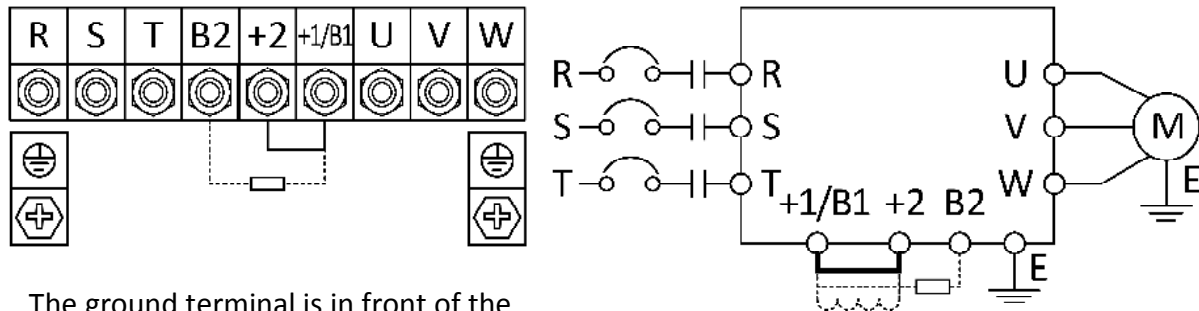 R S T B2 +2 +1/B1 U V W
R R
S S
T T
U
V
W
M
E
+1/B1 +2 B2
E
The ground terminal is in front of the